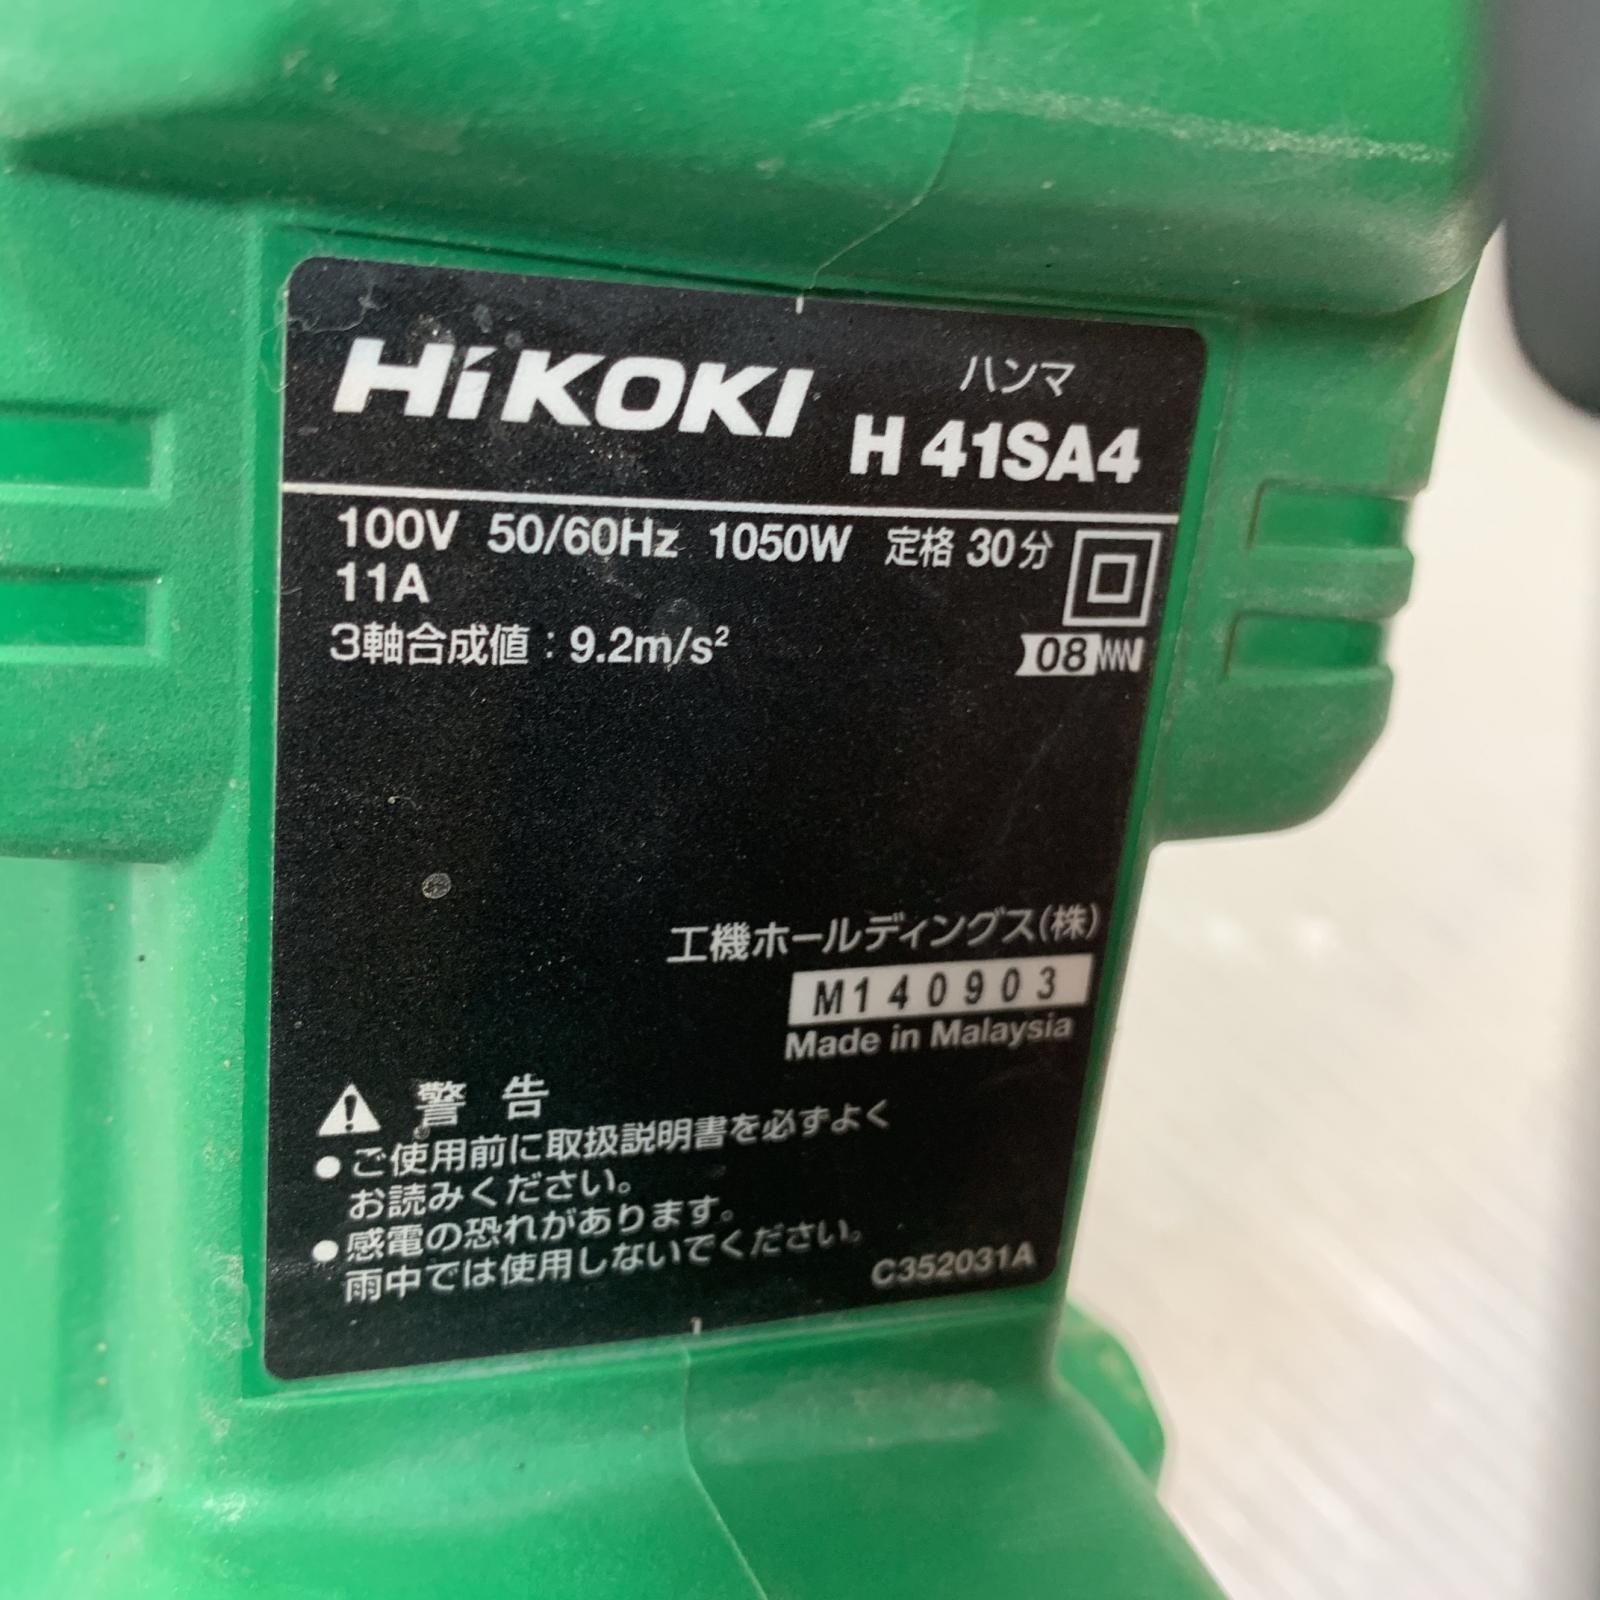 HiKOKI
ハンマ
H 41SA4
100V 50/60Hz 1050W 定格 30分
11A
3軸合成値：9.2m/s²
08
工機ホールディングス(株)
M140903
Made in Malaysia
警 告
●ご使用前に取扱説明書を必ずよく
お読みください。
●感電の恐れがあります。
雨中では使用しないでください。
C352031A